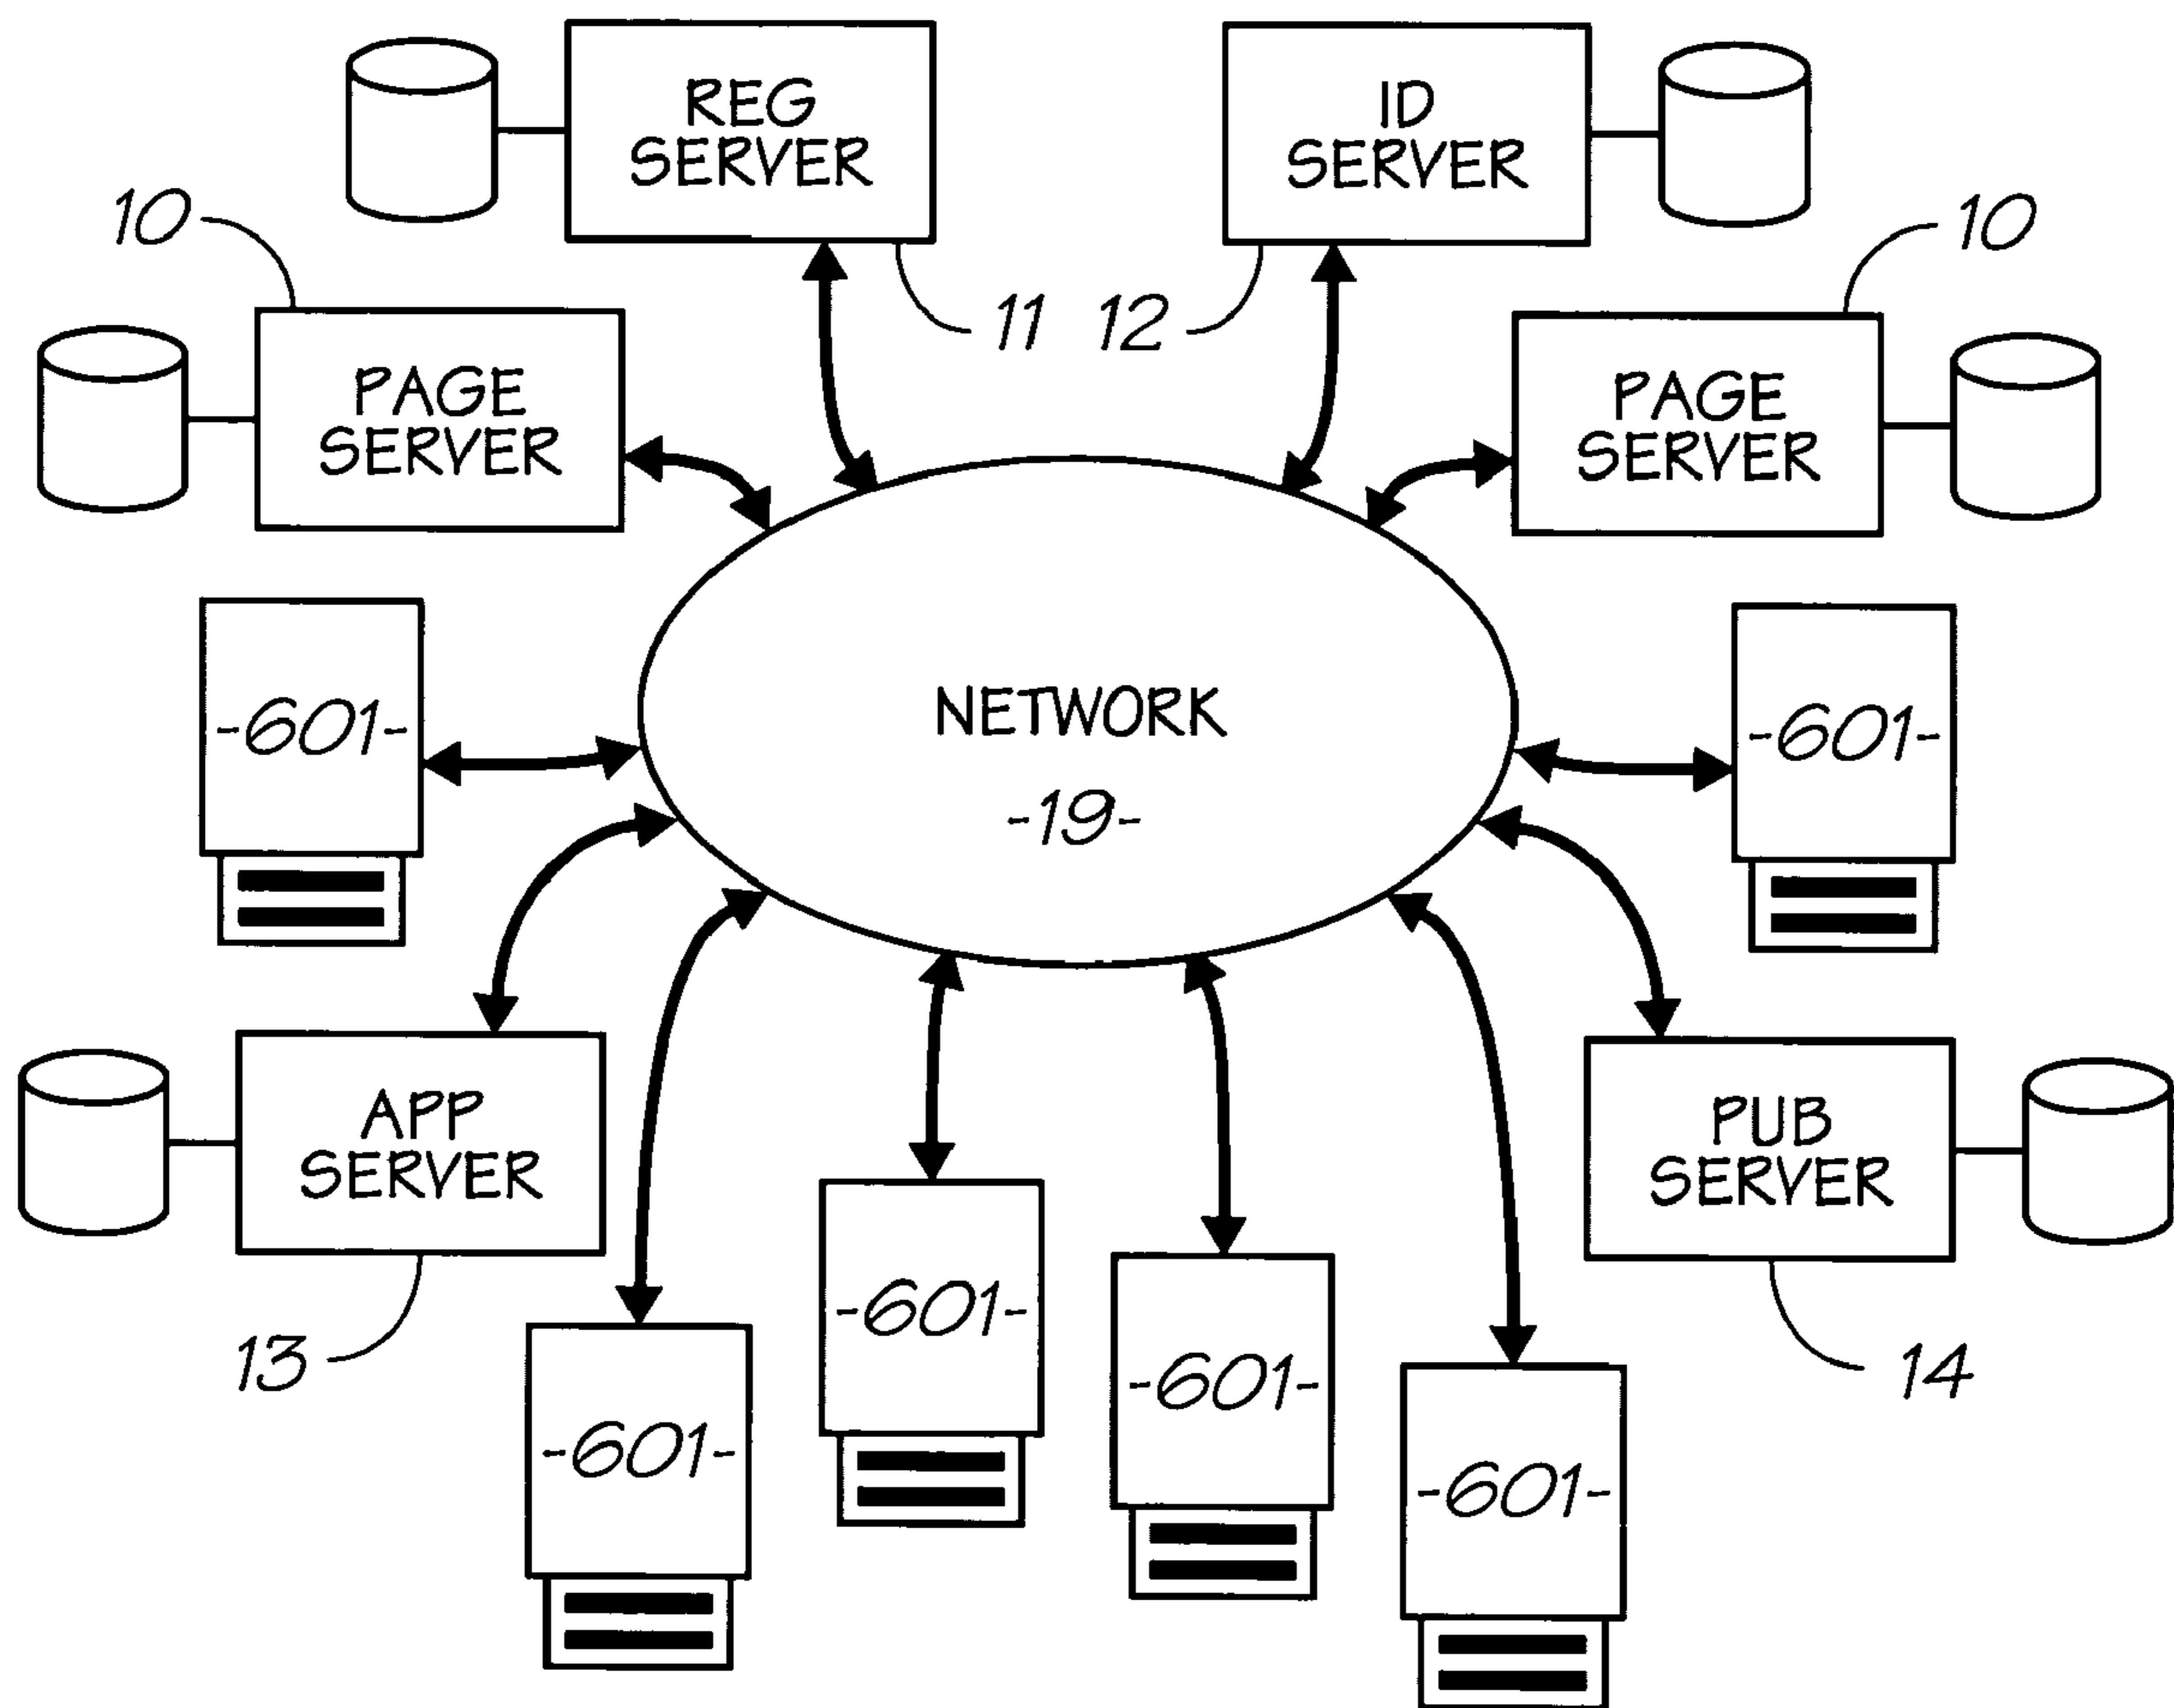 REG
SERVER
ID
SERVER
10
10
11
12
PAGE
SERVER
PAGE
SERVER
-601-
NETWORK
-19-
-601-
APP
SERVER
PUB
SERVER
13
-601-
-601-
-601-
-601-
14